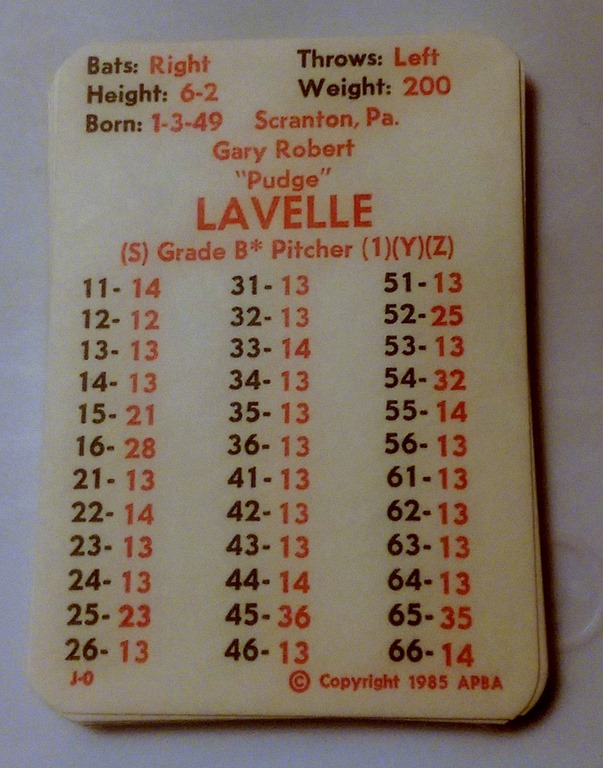 Bats: Right Throws: Left
Height: 6-2 Weight: 200
Born: 1-3-49 Scranton, Pa.
Gary Robert
"Pudge"
LAVELLE
(S) Grade B* Pitcher (1)(Y)(Z)
11- 14 31- 13 51- 13
12- 12 32- 13 52- 25
13- 13 33- 14 53- 13
14- 13 34- 13 54- 32
15- 21 35- 13 55- 14
16- 28 36- 13 56- 13
21- 13 41- 13 61- 13
22- 14 42- 13 62- 13
23- 13 43- 13 63- 13
24- 13 44- 14 64- 13
25- 23 45- 36 65- 35
26- 13 46- 13 66- 14
J-0 © Copyright 1985 APBA